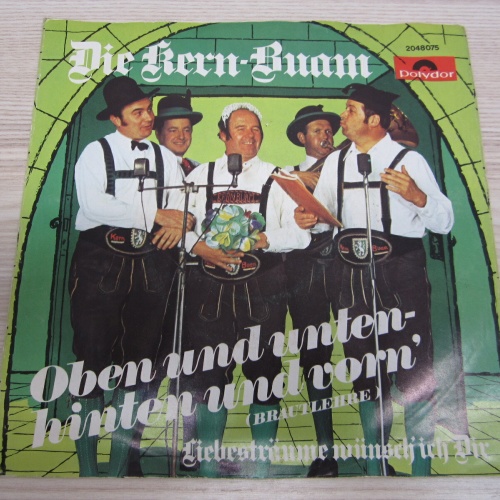 Die Kern-Buam
2048075
Polydor
Oben und unten-
hinten und vorn'
(BRAUTLEHRE)
Liebesträume wünsch ich Dir